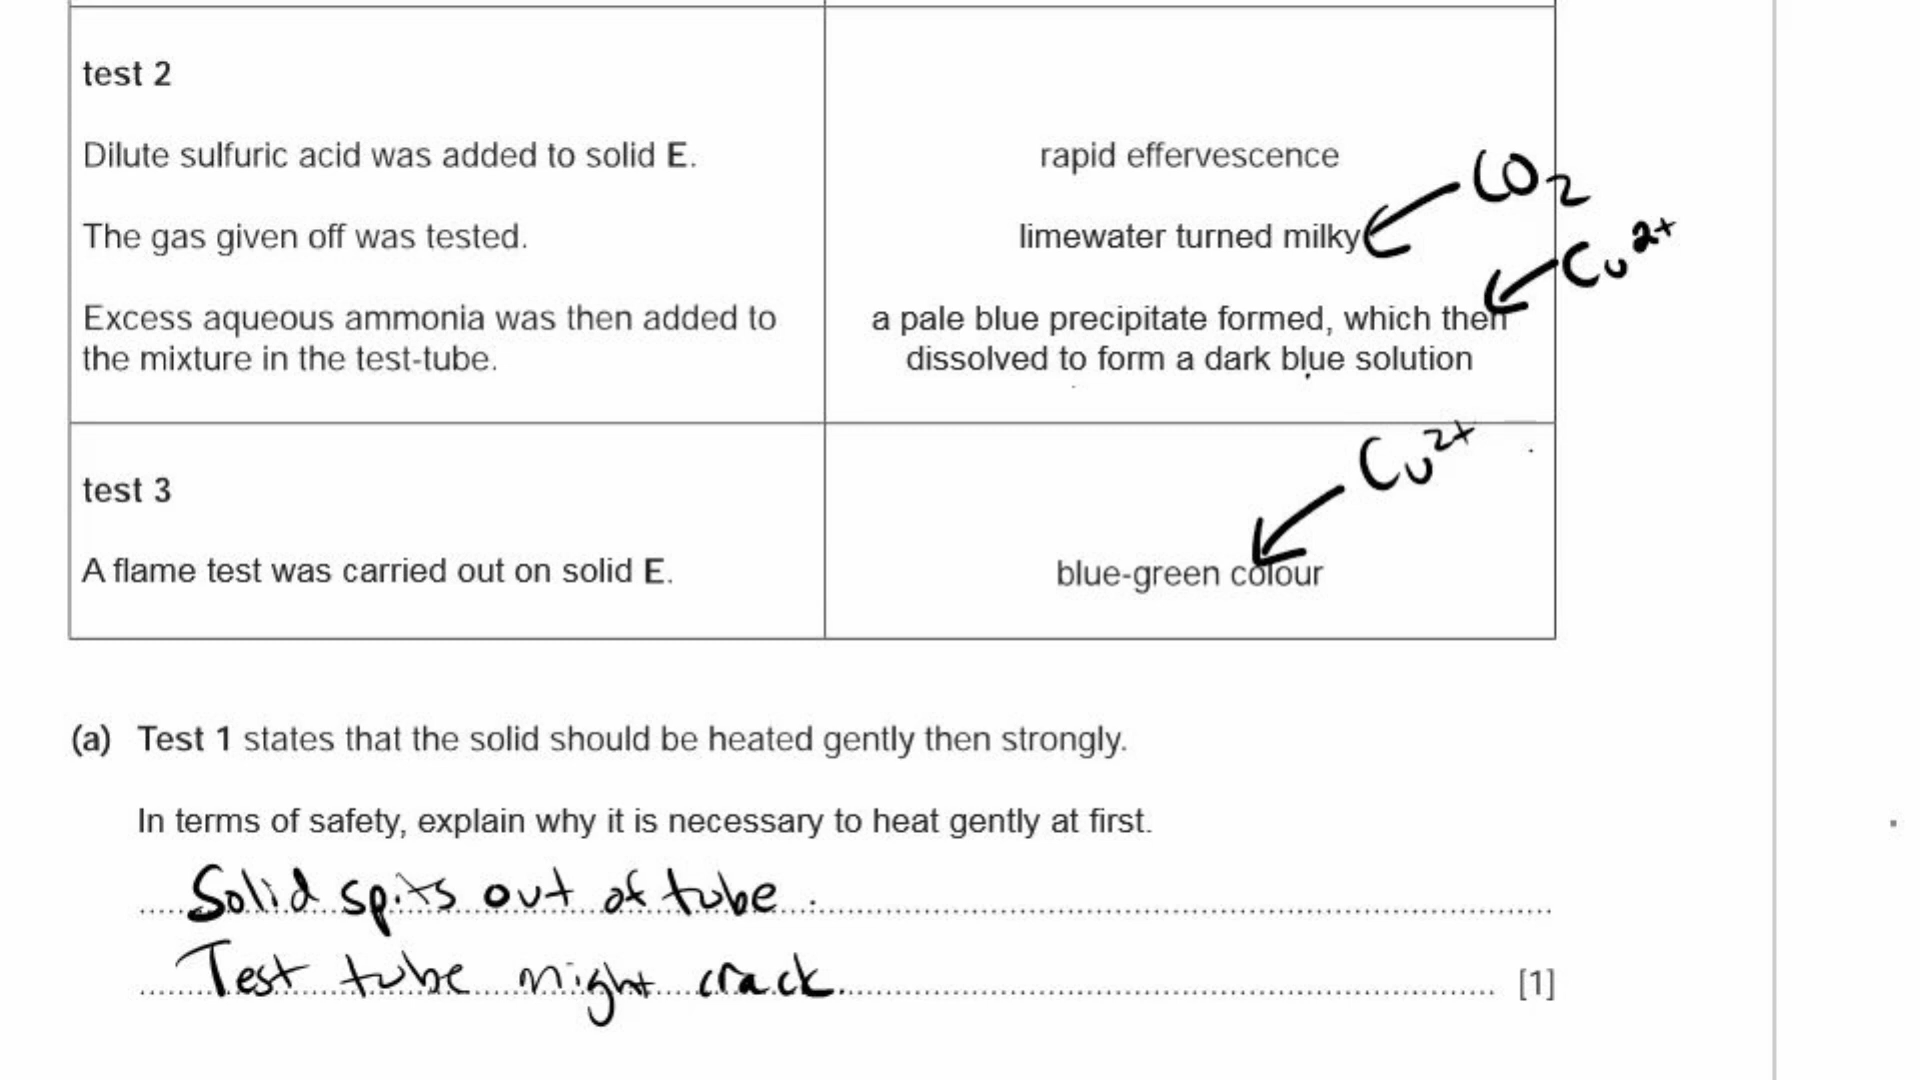 test 2
Dilute sulfuric acid was added to solid E.
rapid effervescence
CO2
The gas given off was tested.
limewater turned milky
Cu2+
Excess aqueous ammonia was then added to
the mixture in the test-tube.
a pale blue precipitate formed, which then
dissolved to form a dark blue solution
test 3
Cu2+
A flame test was carried out on solid E.
blue-green colour
(a) Test 1 states that the solid should be heated gently then strongly.
In terms of safety, explain why it is necessary to heat gently at first.
Solid spits out of tube.
Test tube might crack. [1]